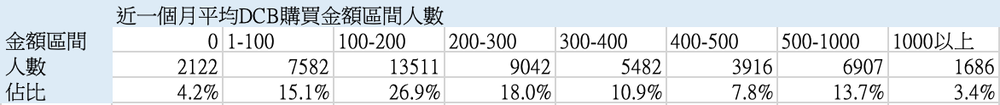 近一個月平均DCB購買金額區間人數
金額區間 0 1-100 100-200 200-300 300-400 400-500 500-1000 1000以上
人數 2122 7582 13511 9042 5482 3916 6907 1686
佔比 4.2% 15.1% 26.9% 18.0% 10.9% 7.8% 13.7% 3.4%